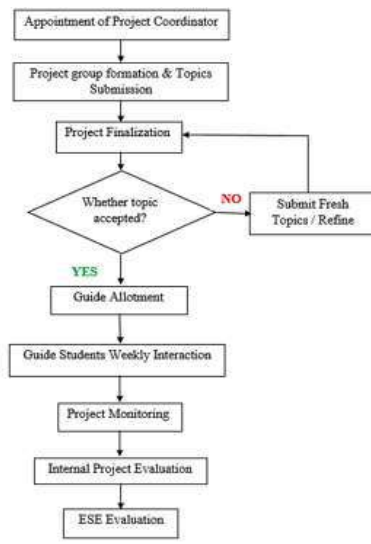 Appointment of Project Coordinator
Project group formation & Topics
Submission
Project Finalization
Whether topic
accepted?
NO
Submit Fresh
Topics / Refine
YES
Guide Allotment
Guide Students Weekly Interaction
Project Monitoring
Internal Project Evaluation
ESE Evaluation